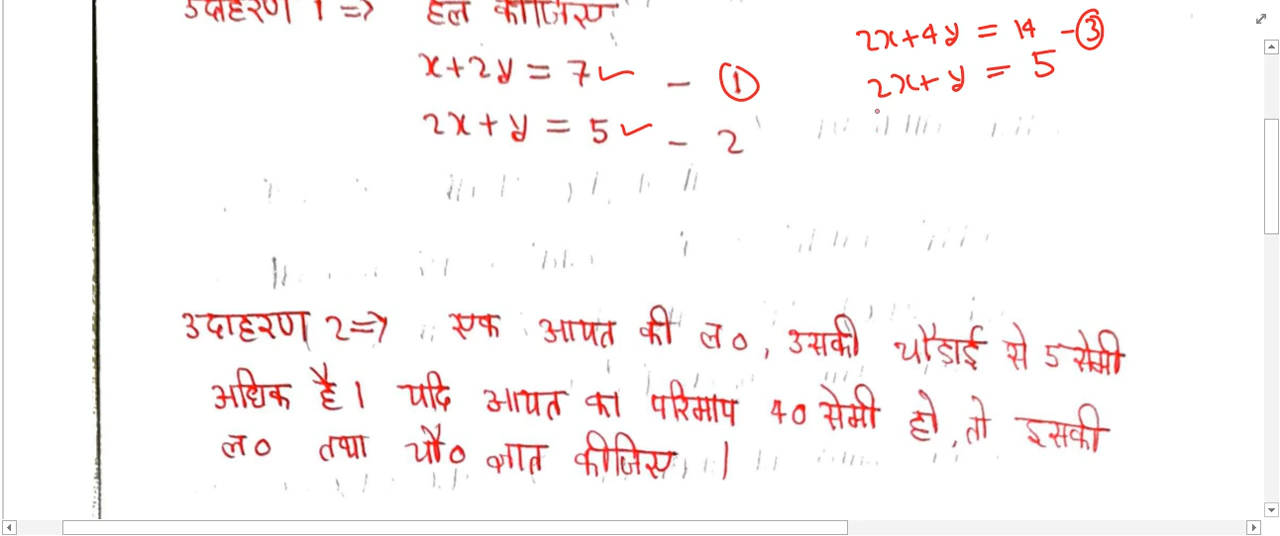 उदाहरण 1 => हल कीजिए
x+2y = 7 ✓ - ①
2x+y = 5 ✓ - 2
2x+4y = 14 - ③
2x+y = 5
उदाहरण 2=> एक आयत की ल०, उसकी चौडाई से 5 सेमी
अधिक है। यदि आयत का परिमाप 40 सेमी हो, तो इसकी
ल० तथा चौ० ज्ञात कीजिए।